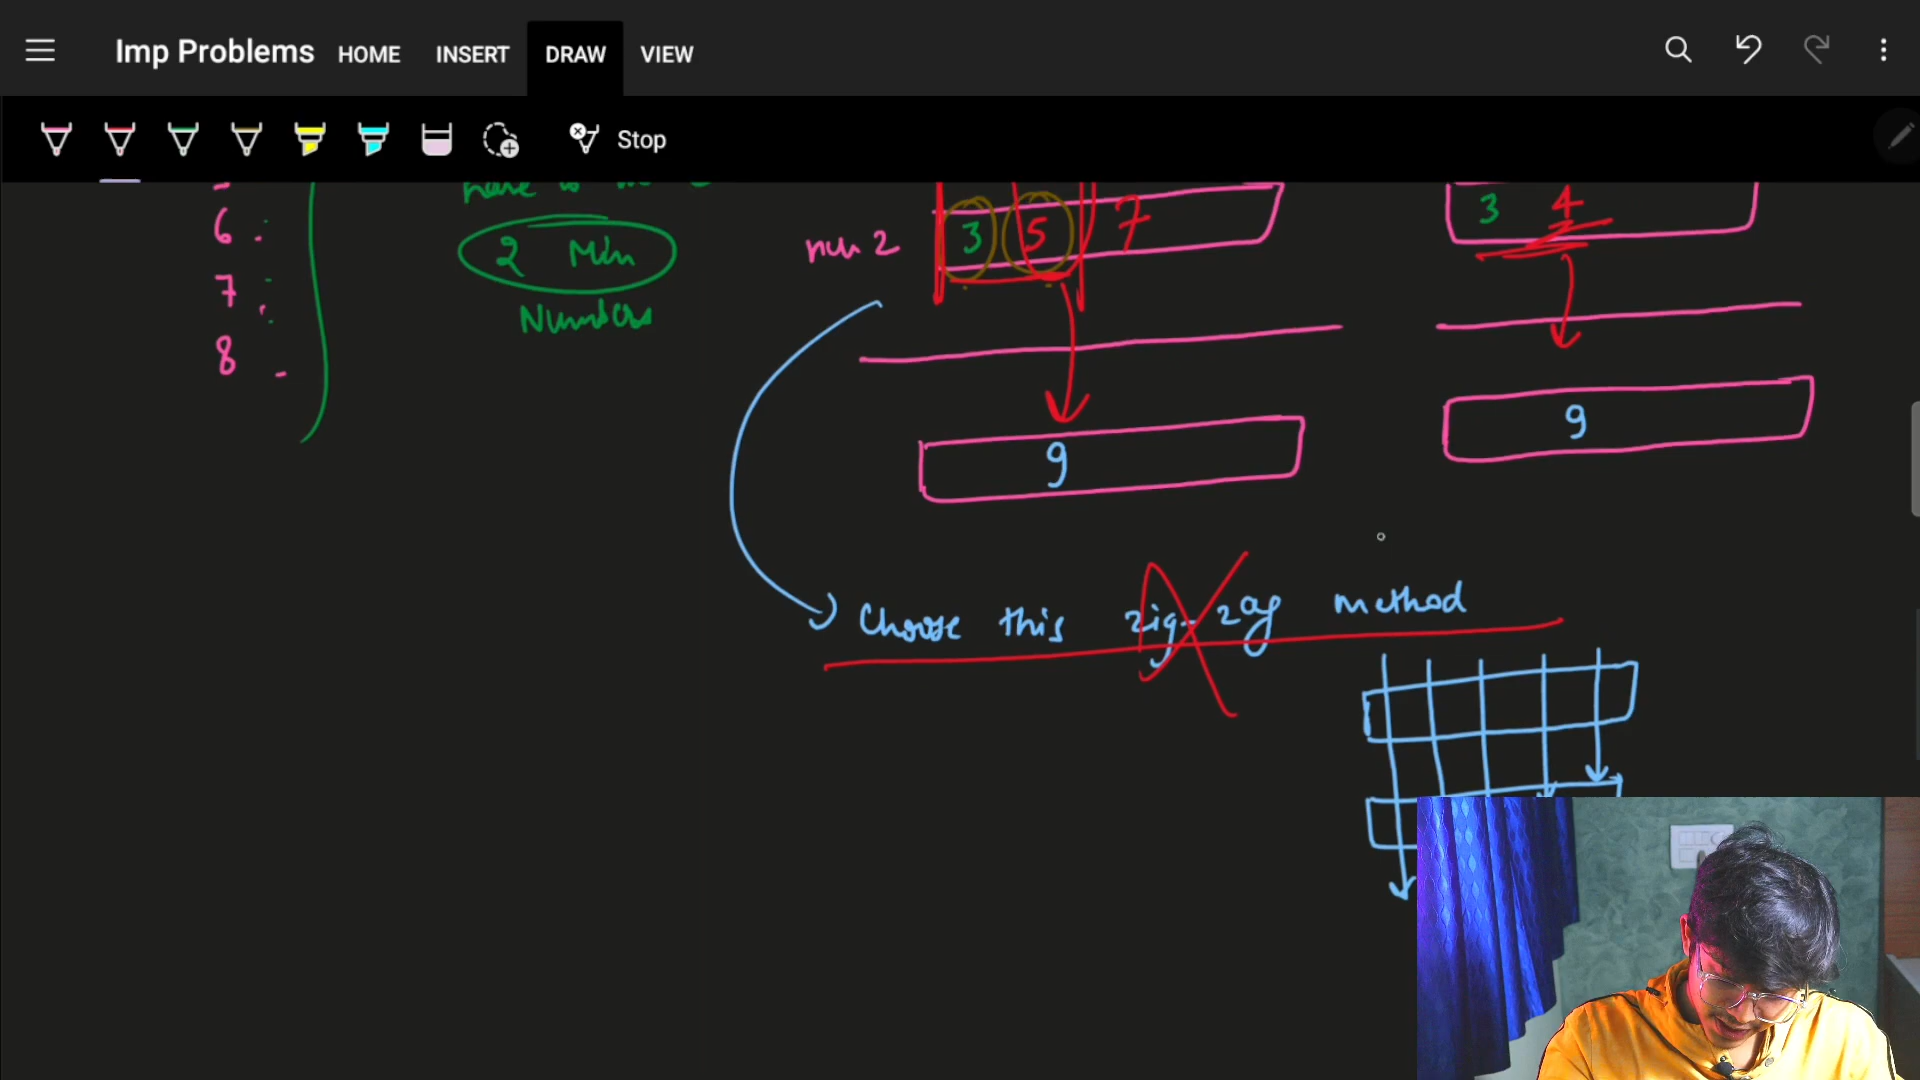 Imp Problems HOME INSERT DRAW VIEW
Stop
6
7
8
2 Min
Numbers
num 2 3 5 7
3 4
9
9
Choose this zig-zag method